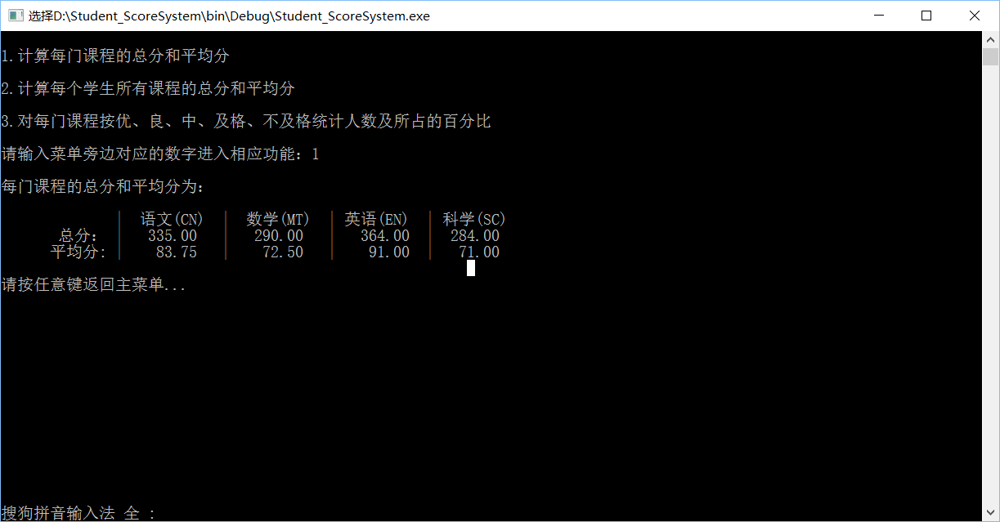 选择D:\Student_ScoreSystem\bin\Debug\Student_ScoreSystem.exe
1.计算每门课程的总分和平均分
2.计算每个学生所有课程的总分和平均分
3.对每门课程按优、良、中、及格、不及格统计人数及所占的百分比
请输入菜单旁边对应的数字进入相应功能：1
每门课程的总分和平均分为：
语文(CN) 数学(MT) 英语(EN) 科学(SC)
总分： 335.00 290.00 364.00 284.00
平均分： 83.75 72.50 91.00 71.00
请按任意键返回主菜单...
搜狗拼音输入法 全 :